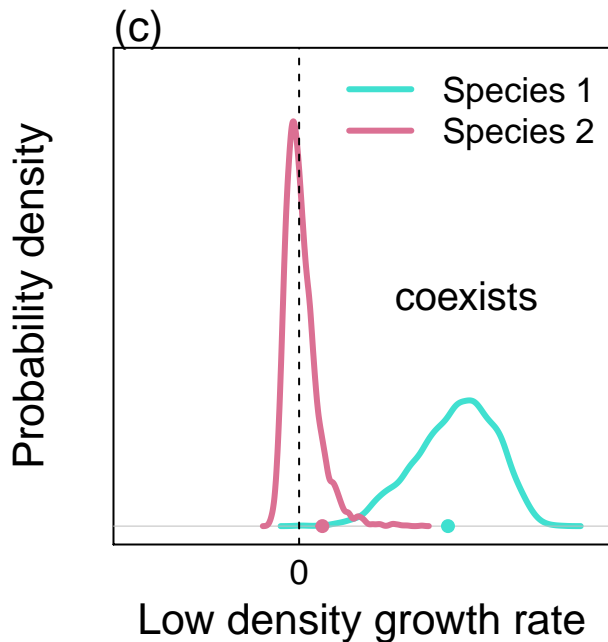 (c)
Species 1
Species 2
Probability density
coexists
0
Low density growth rate